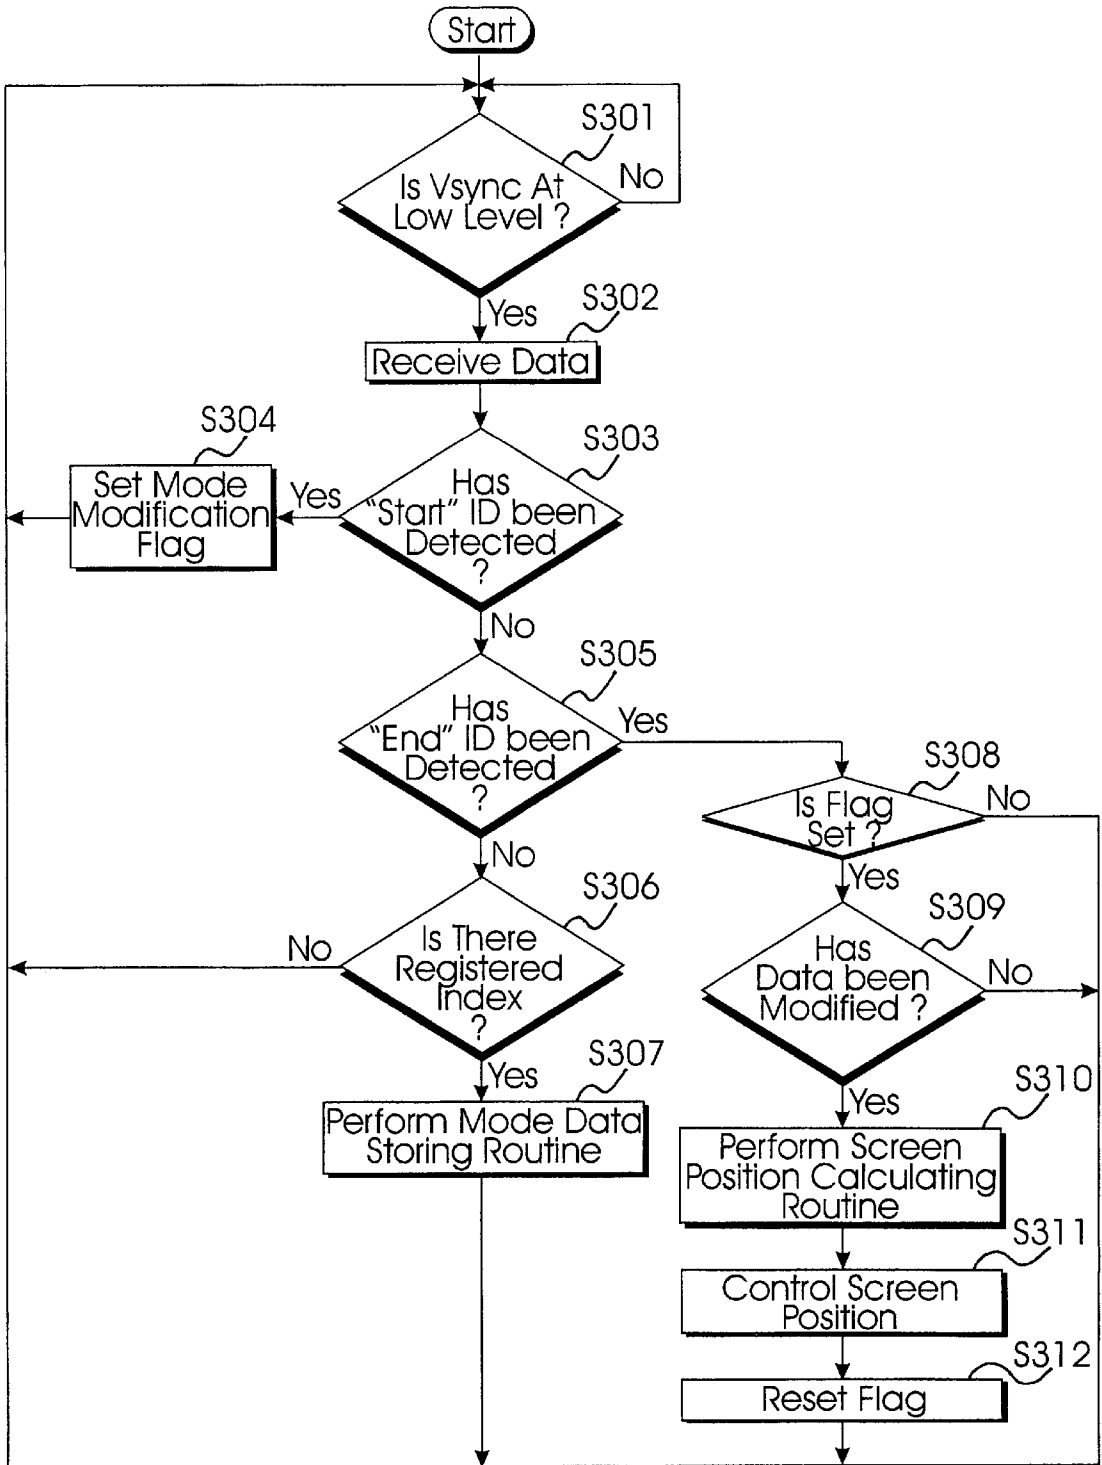 Start
S301
Is Vsync At
Low Level ?
No
Yes
S302
Receive Data
S303
Has
"Start" ID been
Detected
?
Yes
S304
Set Mode
Modification
Flag
No
S305
Has
"End" ID been
Detected
?
Yes
No
S306
Is There
Registered
Index
?
No
Yes
S307
Perform Mode Data
Storing Routine
S308
Is Flag
Set ?
No
Yes
S309
Has
Data been
Modified ?
No
Yes
S310
Perform Screen
Position Calculating
Routine
S311
Control Screen
Position
S312
Reset Flag